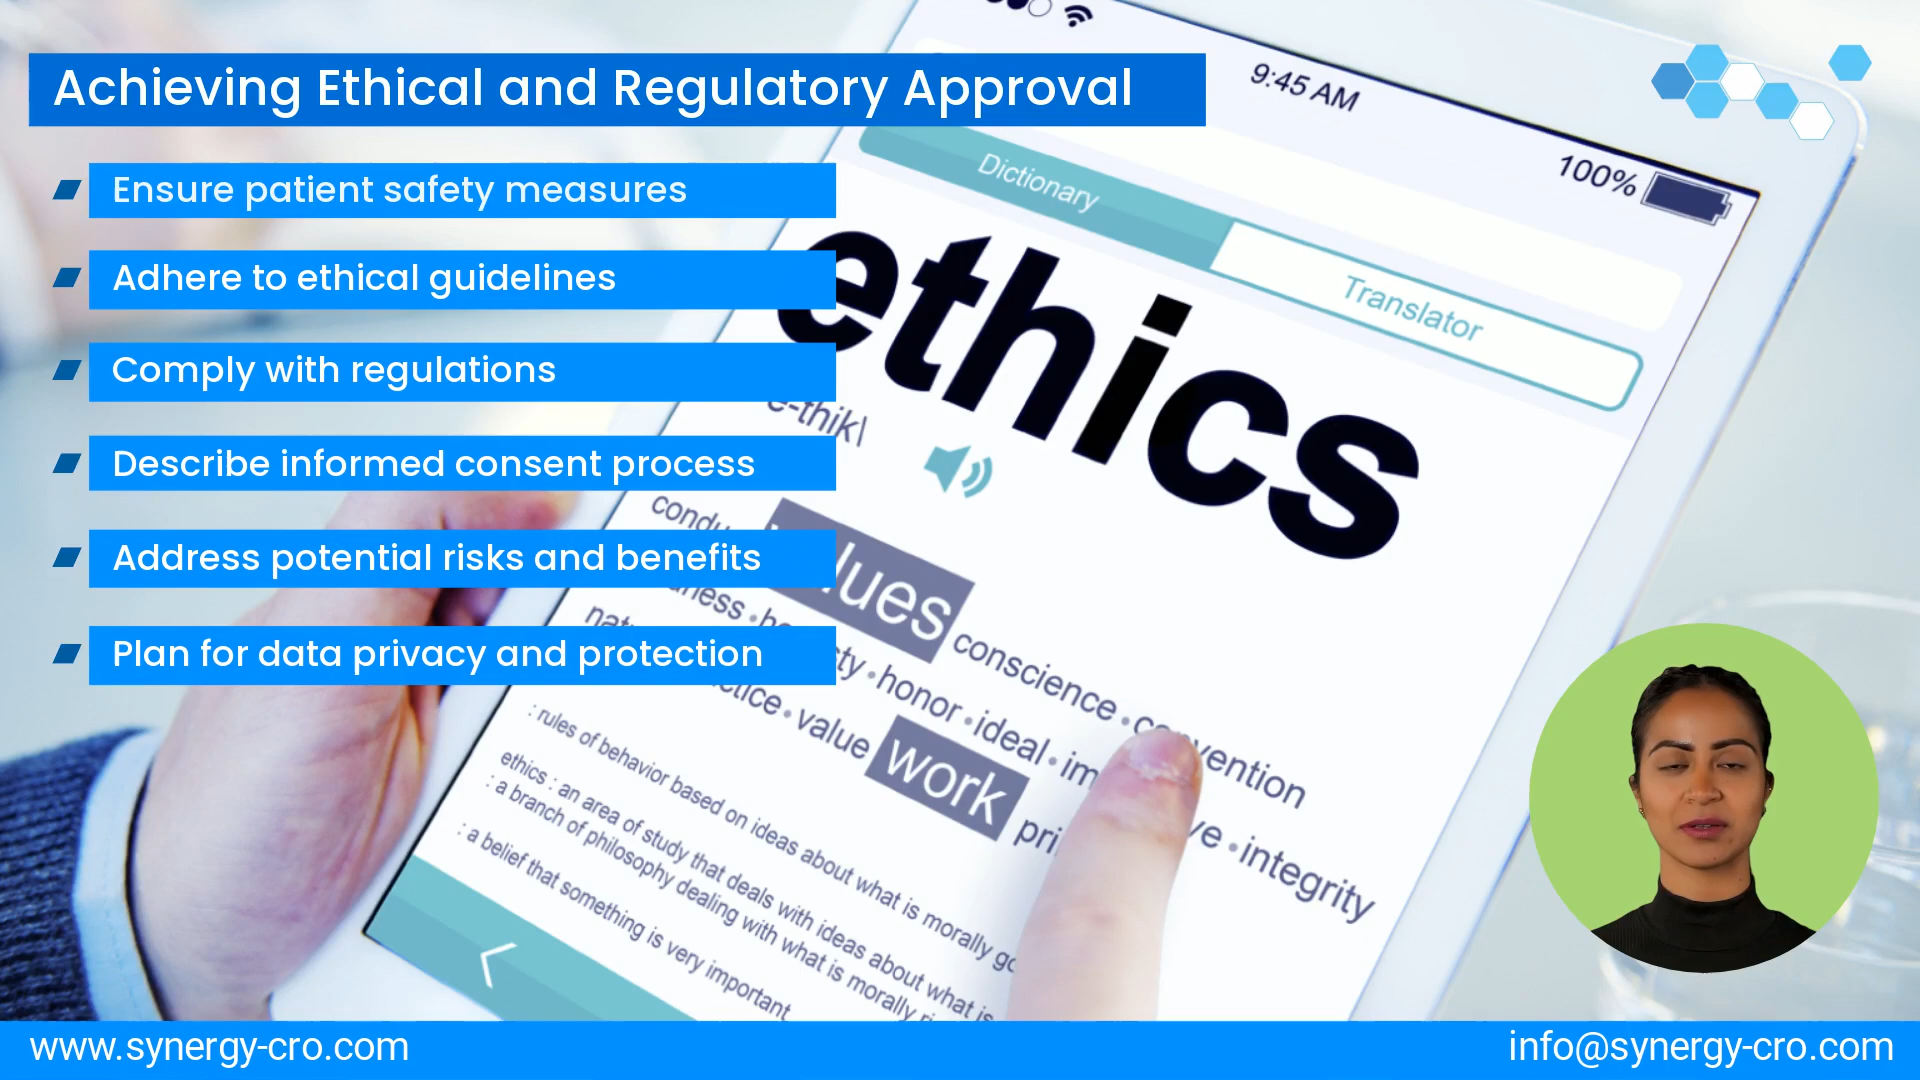 Achieving Ethical and Regulatory Approval
Ensure patient safety measures
Adhere to ethical guidelines
Comply with regulations
Describe informed consent process
Address potential risks and benefits
Plan for data privacy and protection
9:45 AM
100%
Dictionary
Translator
ethics
e-thik|
conscience • convention
honor • ideal
integrity
value work
: rules of behavior based on ideas about what is morally
ethics : an area of study that deals with ideas about what is
: a branch of philosophy dealing with what is morally
: a belief that something is very important
www.synergy-cro.com
info@synergy-cro.com